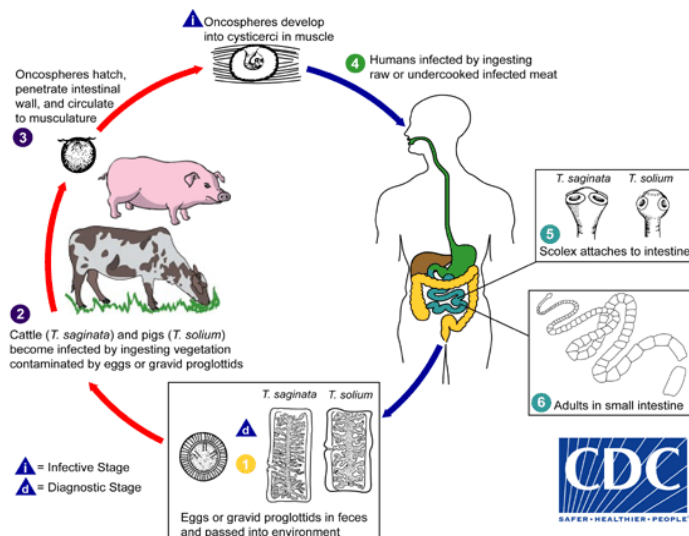 i Oncospheres develop
into cysticerci in muscle
4 Humans infected by ingesting
raw or undercooked infected meat
Oncospheres hatch,
penetrate intestinal
wall, and circulate
to musculature
3
T. saginata T. solium
5
Scolex attaches to intestine
2
Cattle (T. saginata) and pigs (T. solium)
become infected by ingesting vegetation
contaminated by eggs or gravid proglottids
6 Adults in small intestine
T. saginata T. solium
d
1
Eggs or gravid proglottids in feces
and passed into environment
i = Infective Stage
d = Diagnostic Stage
CDC
SAFER • HEALTHIER • PEOPLE™